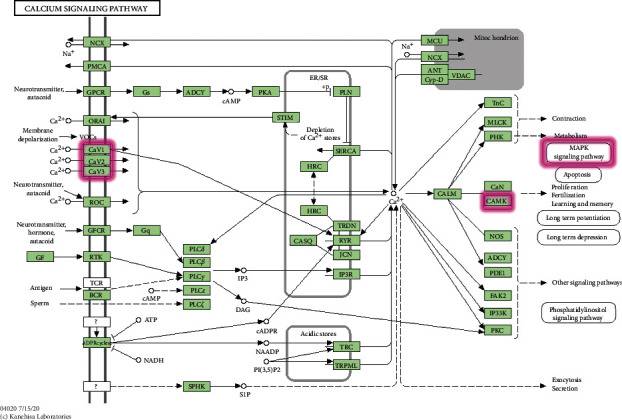 CALCIUM SIGNALING PATHWAY
NCX
Na+
PMCA
Neurotransmitter,
autacoid
GPCR
Gs
ADCY
cAMP
PKA
ER/SR
+p
PLN
MCU
Mitochondrion
Na+
NCX
ANT
Cyp-D
VDAC
Ca2+
ORAI
STIM
Membrane
depolarization
VOCs
Depletion
of Ca2+ stores
SERCA
Ca2+
CaV1
Ca2+
CaV2
Ca2+
CaV3
HRC
Neurotransmitter,
autacoid
Ca2+
ROC
HRC
TRDN
CASQ
RYR
JCN
IP3R
Neurotransmitter,
hormone,
autacoid
GPCR
Gq
GF
RTK
PLCδ
PLCβ
PLCγ
PLCε
PLCζ
IP3
DAG
Antigen
TCR
BCR
cAMP
Sperm
?
ATP
cADPR
NAADP
PI(3,5)P2
NADH
Acidic stores
TRC
TRPML
?
SPHK
S1P
Ca2+
CALM
TnC
Contraction
MLCK
PHK
Metabolism
MAPK
signaling pathway
Apoptosis
CaN
CAMK
Proliferation
Fertilization
Learning and memory
Long term potentiation
Long term depression
NOS
ADCY
PDE1
FAK2
IP33K
PKC
Other signaling pathways
Phosphatidylinositol
signaling pathway
Exocytosis
Secretion
04020 7/15/20
(c) Kanehisa Laboratories